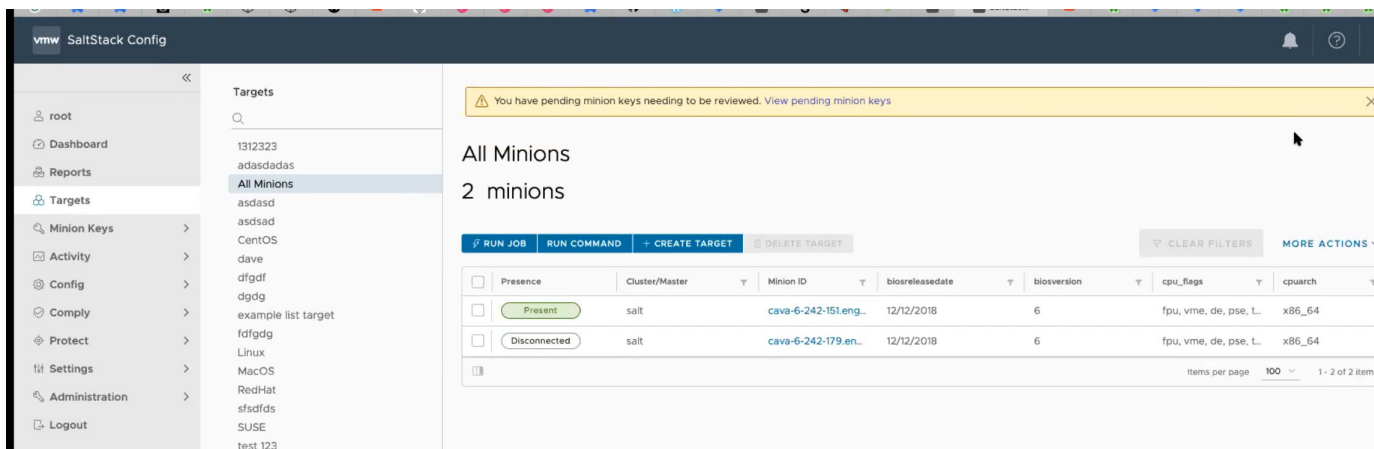 vmw SaltStack Config
root
Dashboard
Reports
Targets
Minion Keys
Activity
Config
Comply
Protect
Settings
Administration
Logout
Targets
1312323
adasdadas
All Minions
asdasd
asdsad
CentOS
dave
dfgdf
dgdg
example list target
fdfgdg
Linux
MacOS
RedHat
sfsdfds
SUSE
test 123
You have pending minion keys needing to be reviewed. View pending minion keys
All Minions
2 minions
RUN JOB RUN COMMAND + CREATE TARGET DELETE TARGET CLEAR FILTERS MORE ACTIONS
Presence Cluster/Master Minion ID biosreleasedate biosversion cpu_flags cpuarch
Present salt cava-6-242-151.eng... 12/12/2018 6 fpu, vme, de, pse, t... x86_64
Disconnected salt cava-6-242-179.en... 12/12/2018 6 fpu, vme, de, pse, t... x86_64
Items per page 100 1 - 2 of 2 item